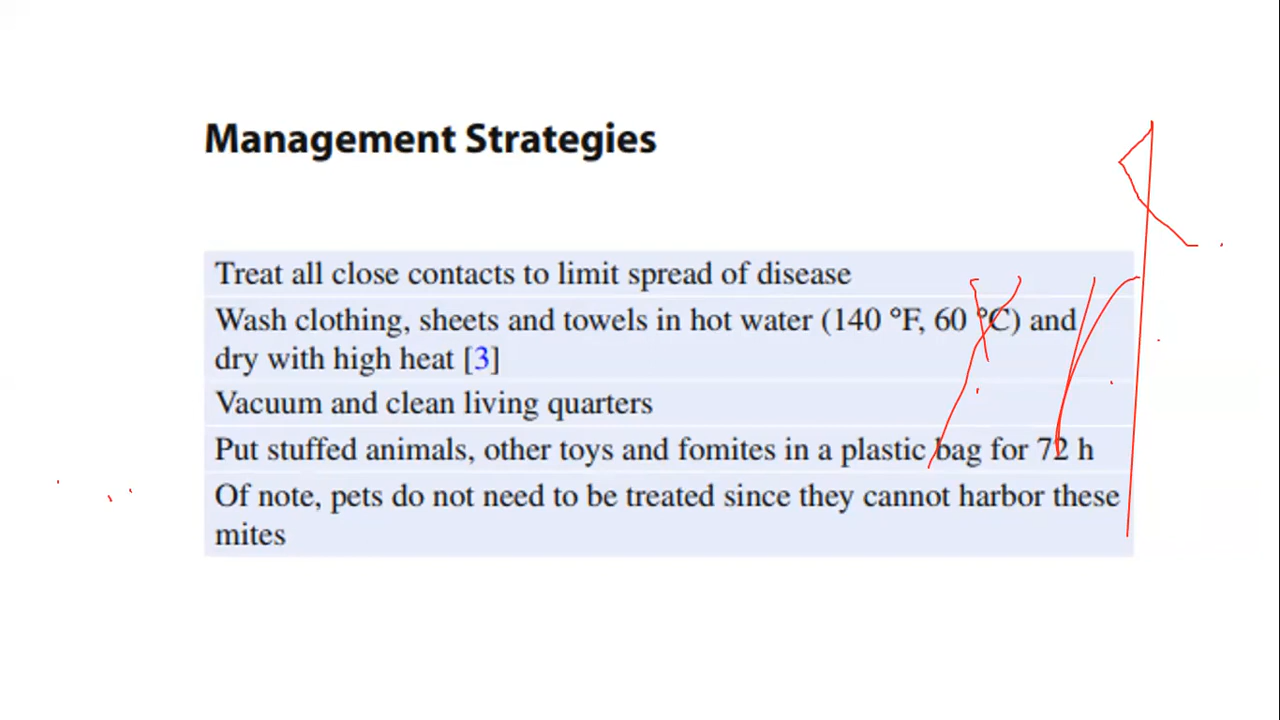 Management Strategies
Treat all close contacts to limit spread of disease
Wash clothing, sheets and towels in hot water (140 °F, 60 °C) and
dry with high heat [3]
Vacuum and clean living quarters
Put stuffed animals, other toys and fomites in a plastic bag for 72 h
Of note, pets do not need to be treated since they cannot harbor these
mites